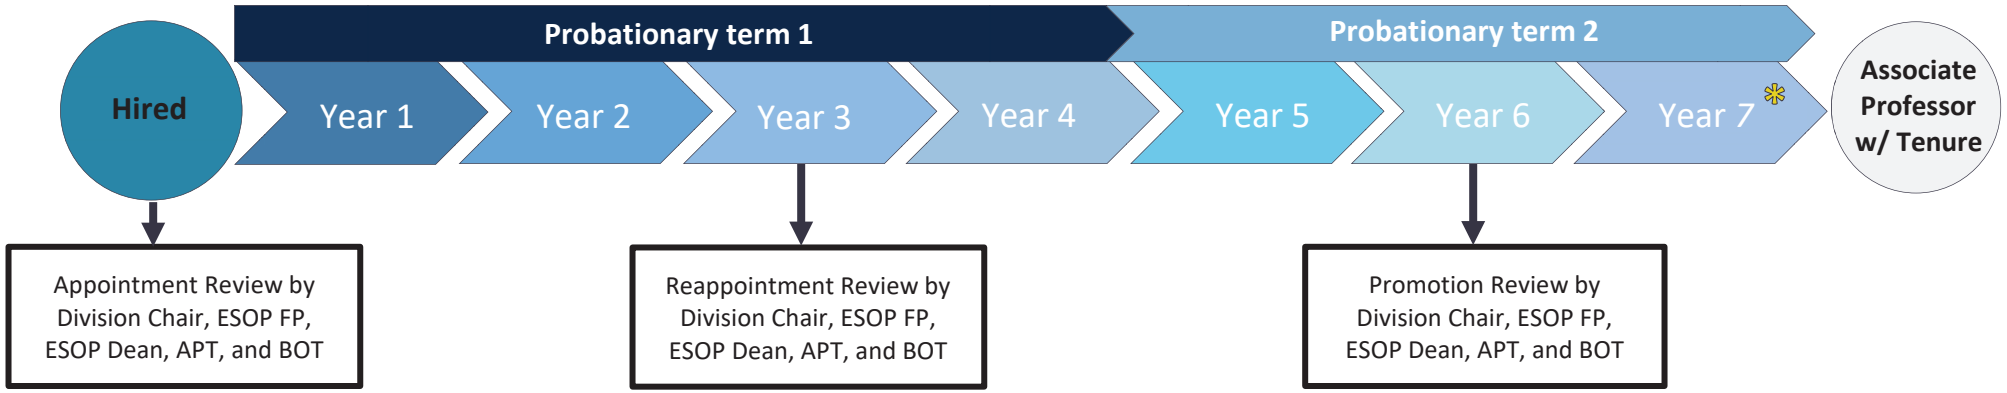 Probationary term 1
Probationary term 2
Hired
Year 1
Year 2
Year 3
Year 4
Year 5
Year 6
Year 7 *
Associate
Professor
w/ Tenure
Appointment Review by
Division Chair, ESOP FP,
ESOP Dean, APT, and BOT
Reappointment Review by
Division Chair, ESOP FP,
ESOP Dean, APT, and BOT
Promotion Review by
Division Chair, ESOP FP,
ESOP Dean, APT, and BOT